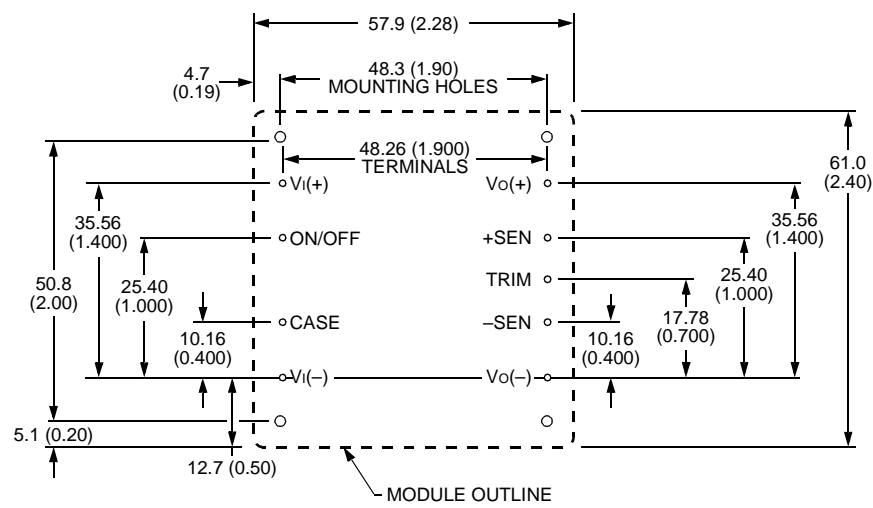 57.9 (2.28)
4.7
(0.19)
48.3 (1.90)
MOUNTING HOLES
48.26 (1.900)
TERMINALS
61.0
(2.40)
VI(+)
VO(+)
35.56
(1.400)
35.56
(1.400)
ON/OFF
+SEN
50.8
(2.00)
25.40
(1.000)
TRIM
25.40
(1.000)
17.78
(0.700)
CASE
–SEN
10.16
(0.400)
10.16
(0.400)
VI(–)
VO(–)
5.1 (0.20)
12.7 (0.50)
MODULE OUTLINE